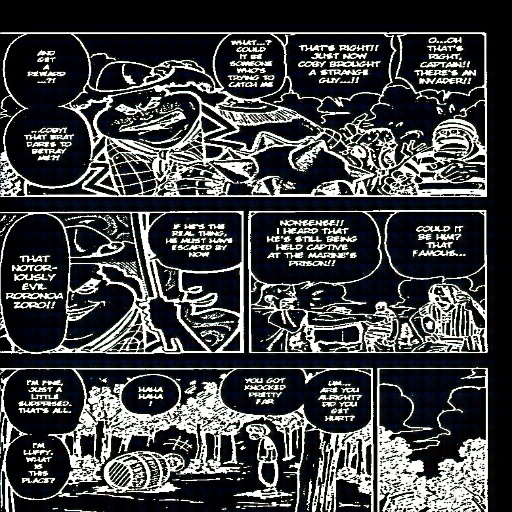 O...OH
THAT'S
RIGHT,
CAPTAIN!!
THERE'S AN
INVADER!!
THAT'S RIGHT!!
JUST NOW
COBY BROUGHT
A STRANGE
GUY....!!
WHAT...?
COULD
IT BE
SOMEONE
WHO'S
TRYING TO
CATCH ME
AND
GET
A
REWARD
...?!
...COBY!
THAT BRAT
DARES TO
BETRAY
ME?!
COULD IT
BE HIM?
THAT
FAMOUS...
NONSENSE!!
I HEARD THAT
HE'S STILL BEING
HELD CAPTIVE
AT THE MARINE'S
PRISON!!
IF HE'S THE
REAL THING,
HE MUST HAVE
ESCAPED BY
NOW
THAT
NOTOR-
IOUSLY
EVIL
RORONOA
ZORO!!
UM...
ARE YOU
ALRIGHT?
DID YOU
GET
HURT?
YOU GOT
KNOCKED
PRETTY
FAR
HAHA
HAHA
!
I'M FINE,
JUST A
LITTLE
SURPRISED.
THAT'S ALL.
I'M
LUFFY.
WHAT
IS
THIS
PLACE?